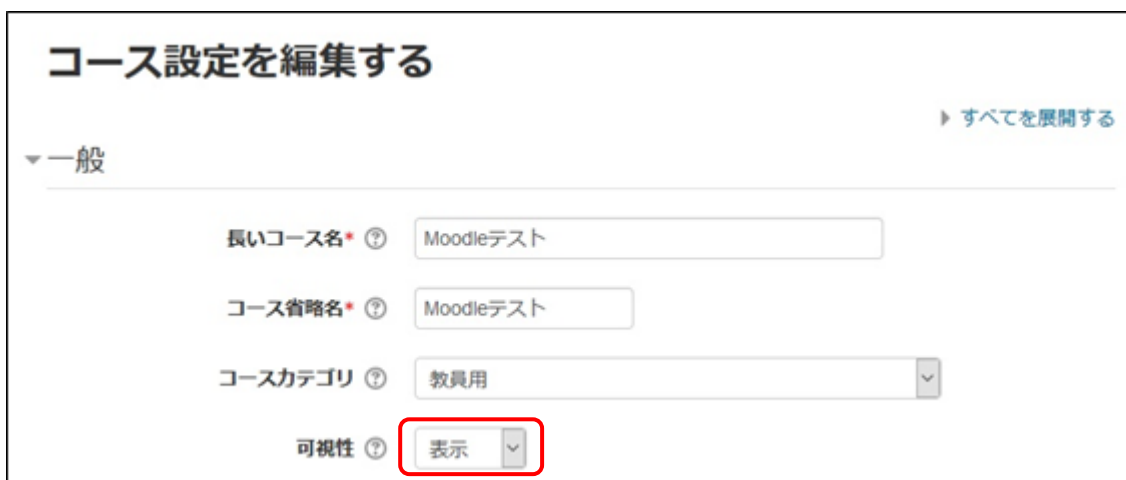 コース設定を編集する
すべてを展開する
一般
長いコース名* Moodleテスト
コース省略名* Moodleテスト
コースカテゴリ 教員用
可視性 表示